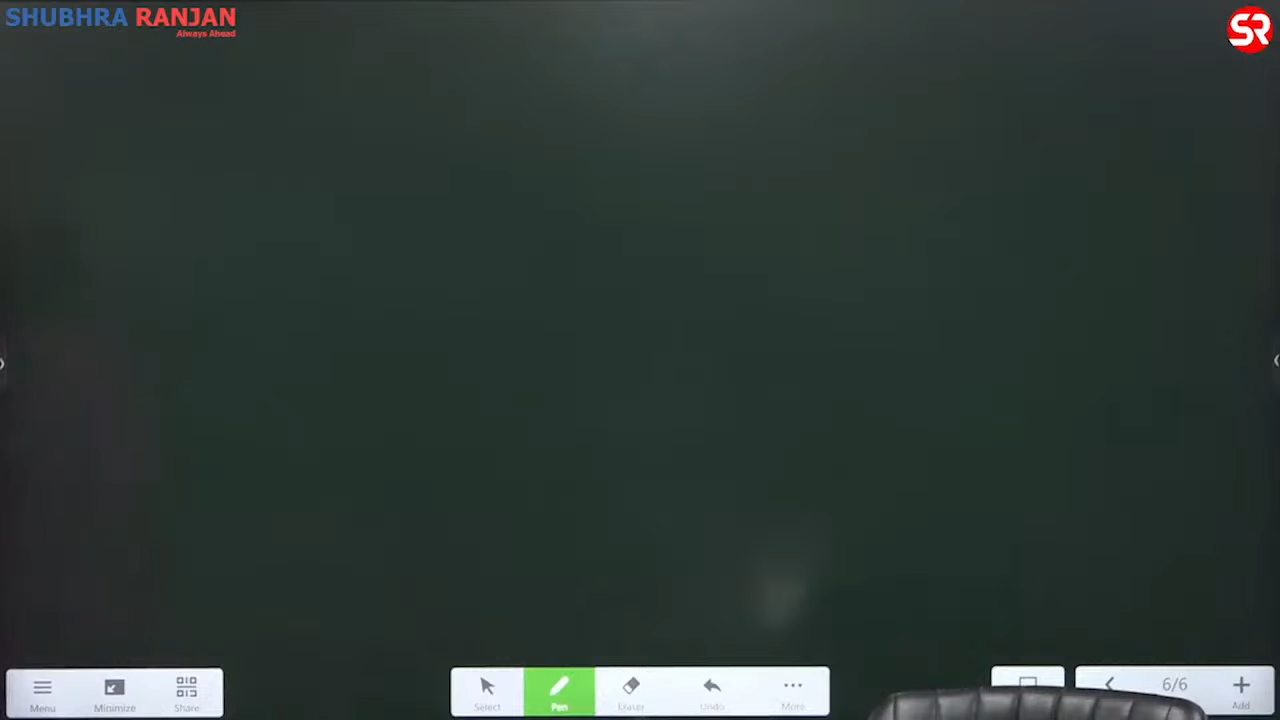 SHUBHRA RANJAN
Always Ahead
SR
Menu
Minimize
Share
Select
Pen
Eraser
Undo
More
6/6
Add